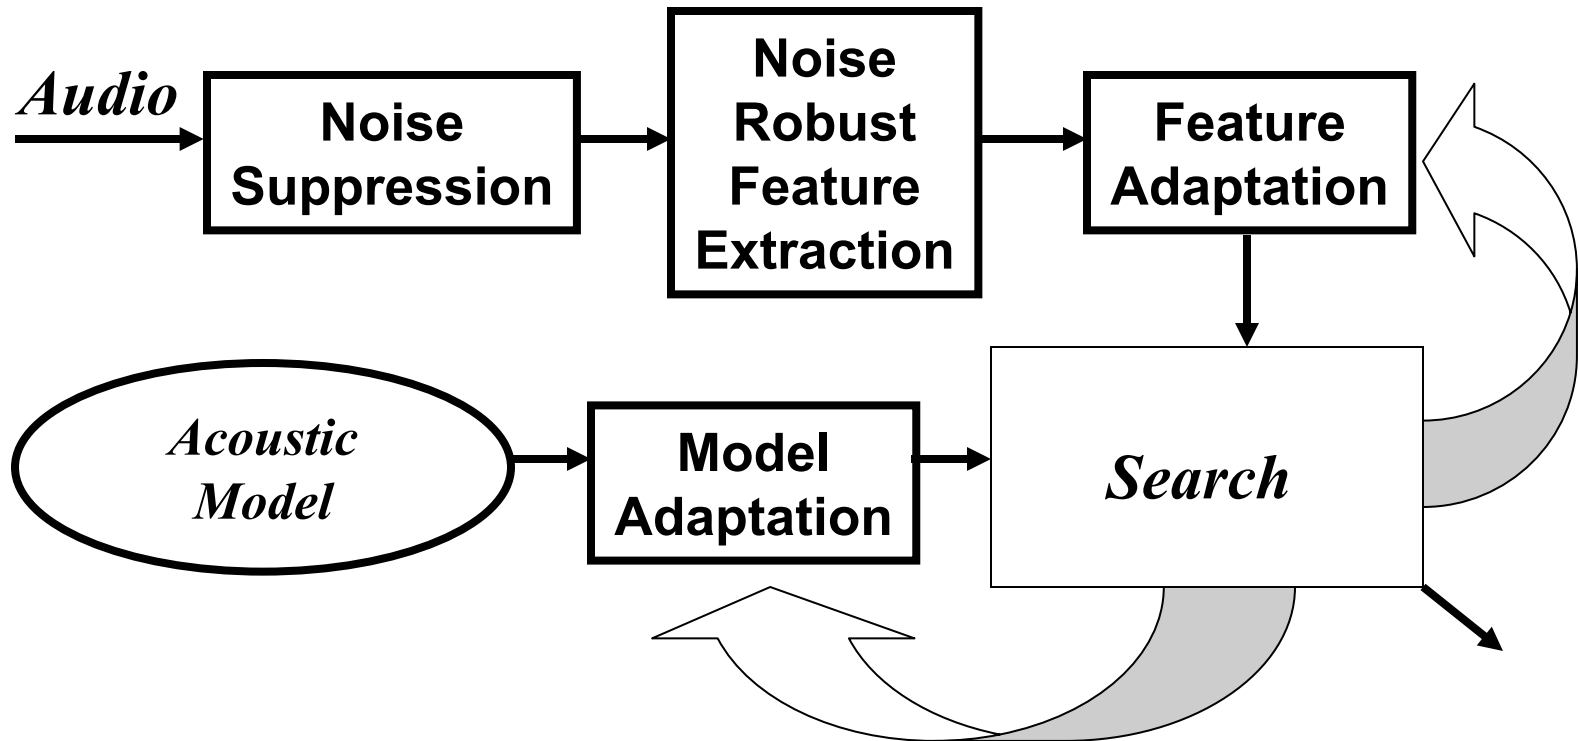 Audio
Noise
Suppression
Noise
Robust
Feature
Extraction
Feature
Adaptation
Acoustic
Model
Model
Adaptation
Search